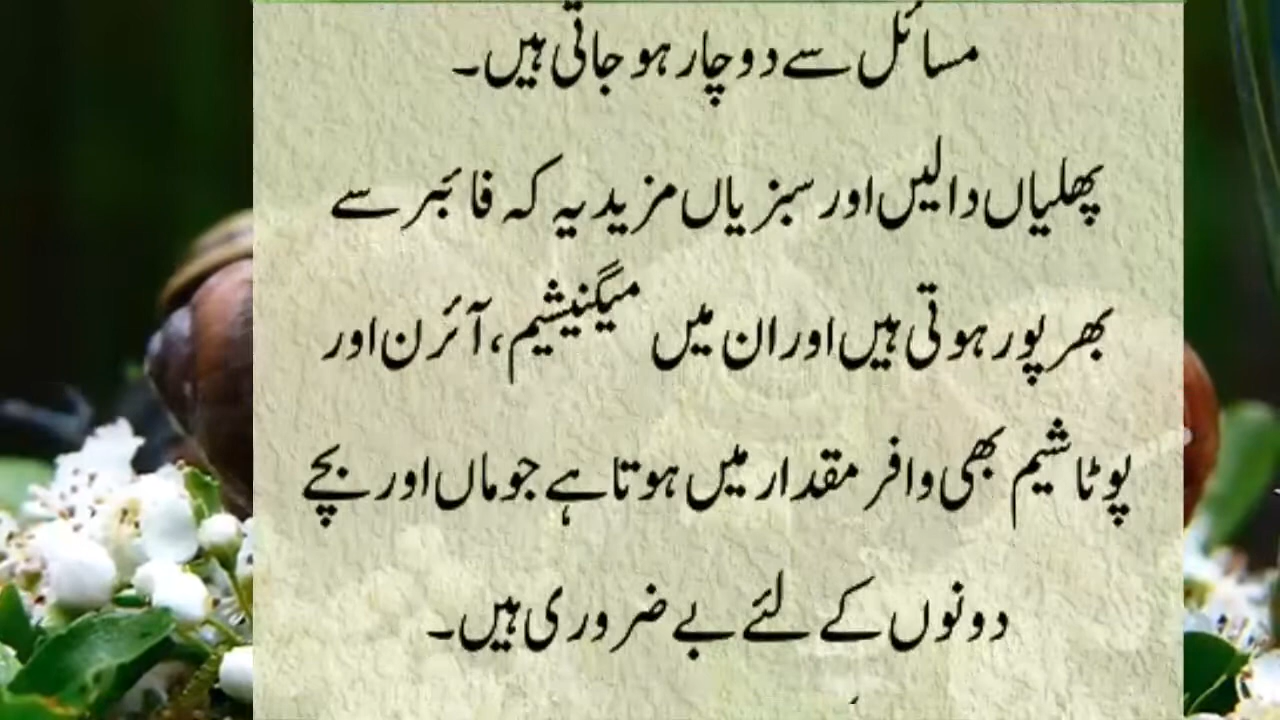 مسائل سے دوچار ہو جاتی ہیں۔
پھلیاں دالیں اور سبزیاں مزید یہ کہ فائبر سے
بھرپور ہوتی ہیں اور ان میں میگنیشیم، آئرن اور
پوٹاشیم بھی وافر مقدار میں ہوتا ہے جو ماں اور بچے
دونوں کے لئے بے ضروری ہیں۔